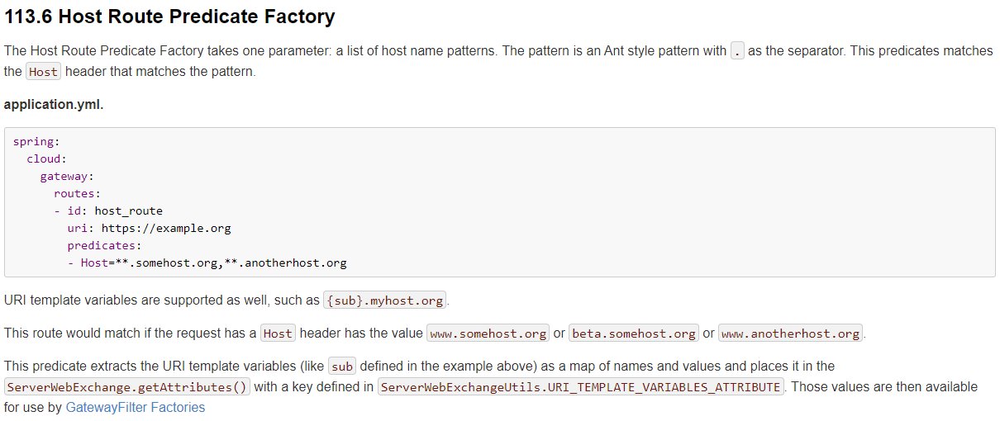 113.6 Host Route Predicate Factory
The Host Route Predicate Factory takes one parameter: a list of host name patterns. The pattern is an Ant style pattern with . as the separator. This predicates matches
the Host header that matches the pattern.
application.yml.
spring:
  cloud:
    gateway:
      routes:
      - id: host_route
        uri: https://example.org
        predicates:
        - Host=**.somehost.org,**.anotherhost.org
URI template variables are supported as well, such as {sub}.myhost.org.
This route would match if the request has a Host header has the value www.somehost.org or beta.somehost.org or www.anotherhost.org.
This predicate extracts the URI template variables (like sub defined in the example above) as a map of names and values and places it in the
ServerWebExchange.getAttributes() with a key defined in ServerWebExchangeUtils.URI_TEMPLATE_VARIABLES_ATTRIBUTE. Those values are then available
for use by GatewayFilter Factories